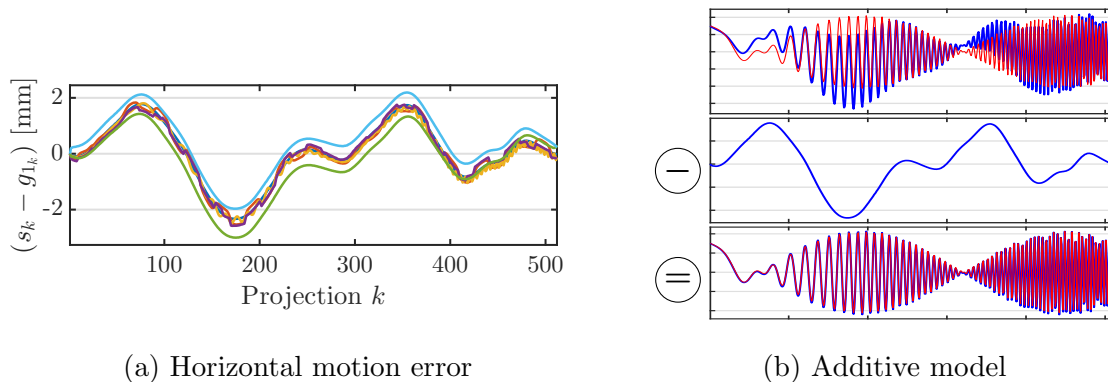 (s_k − g_{1_k}) [mm]
2
0
-2
100 200 300 400 500
Projection k
−
=
(a) Horizontal motion error
(b) Additive model